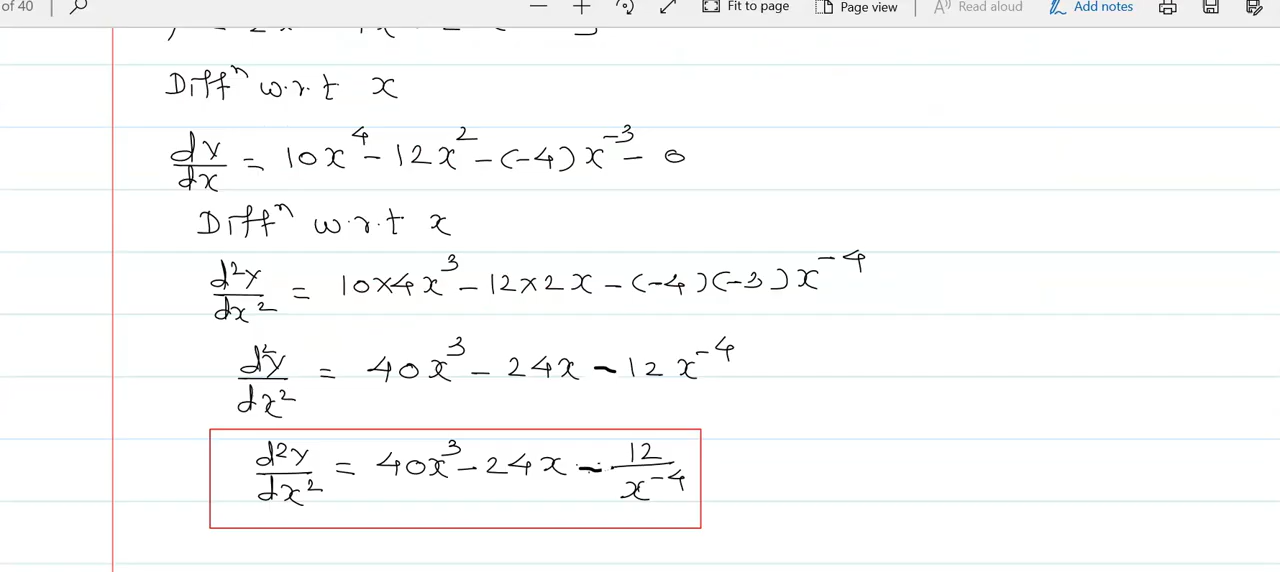 of 40 Fit to page Page view Read aloud Add notes
Diffⁿ w.r.t x
dy/dx = 10x⁴ - 12x² - (-4)x⁻³ - 0
Diffⁿ w.r.t x
d²y/dx² = 10×4x³ - 12×2x - (-4)(-3)x⁻⁴
d²y/dx² = 40x³ - 24x - 12x⁻⁴
d²y/dx² = 40x³ - 24x - 12/x⁻⁴